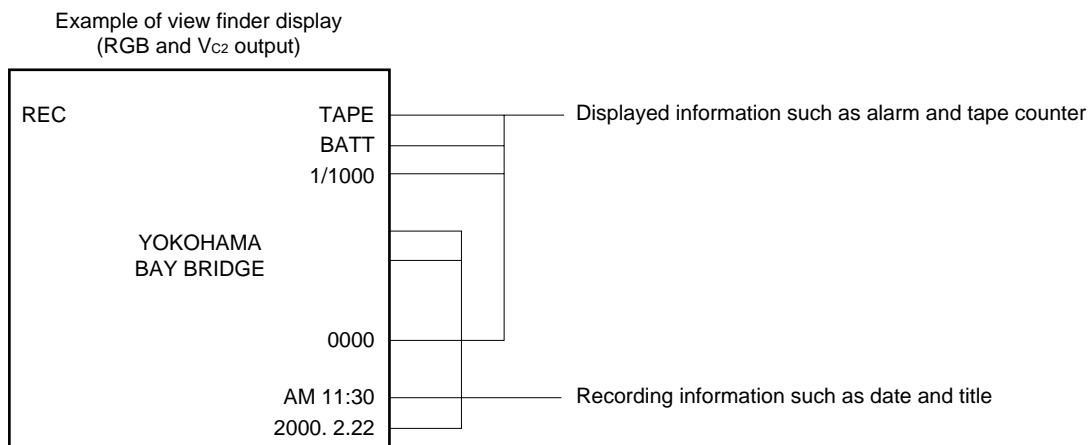 Example of view finder display
(RGB and VC2 output)
REC
TAPE
Displayed information such as alarm and tape counter
BATT
1/1000
YOKOHAMA
BAY BRIDGE
0000
AM 11:30
Recording information such as date and title
2000. 2.22